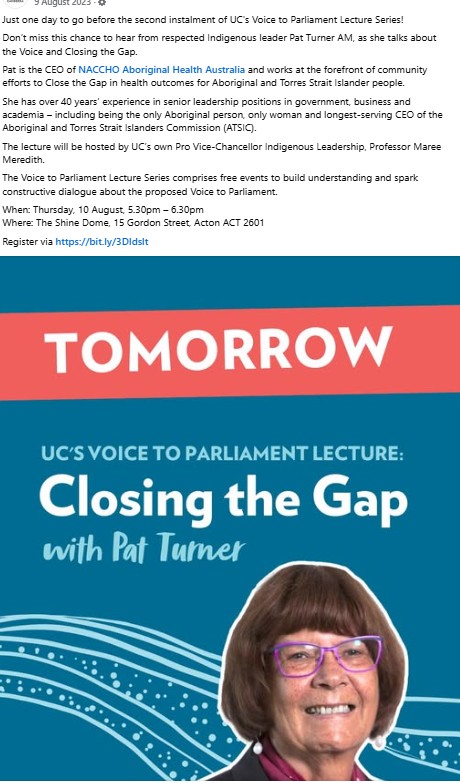 9 August 2023 ·
Just one day to go before the second instalment of UC's Voice to Parliament Lecture Series!
Don't miss this chance to hear from respected Indigenous leader Pat Turner AM, as she talks about
the Voice and Closing the Gap.
Pat is the CEO of NACCHO Aboriginal Health Australia and works at the forefront of community
efforts to Close the Gap in health outcomes for Aboriginal and Torres Strait Islander people.
She has over 40 years' experience in senior leadership positions in government, business and
academia – including being the only Aboriginal person, only woman and longest-serving CEO of the
Aboriginal and Torres Strait Islanders Commission (ATSIC).
The lecture will be hosted by UC's own Pro Vice-Chancellor Indigenous Leadership, Professor Maree
Meredith.
The Voice to Parliament Lecture Series comprises free events to build understanding and spark
constructive dialogue about the proposed Voice to Parliament.
When: Thursday, 10 August, 5.30pm – 6.30pm
Where: The Shine Dome, 15 Gordon Street, Acton ACT 2601
Register via https://bit.ly/3DIdsIt
TOMORROW
UC'S VOICE TO PARLIAMENT LECTURE:
Closing the Gap
with Pat Turner